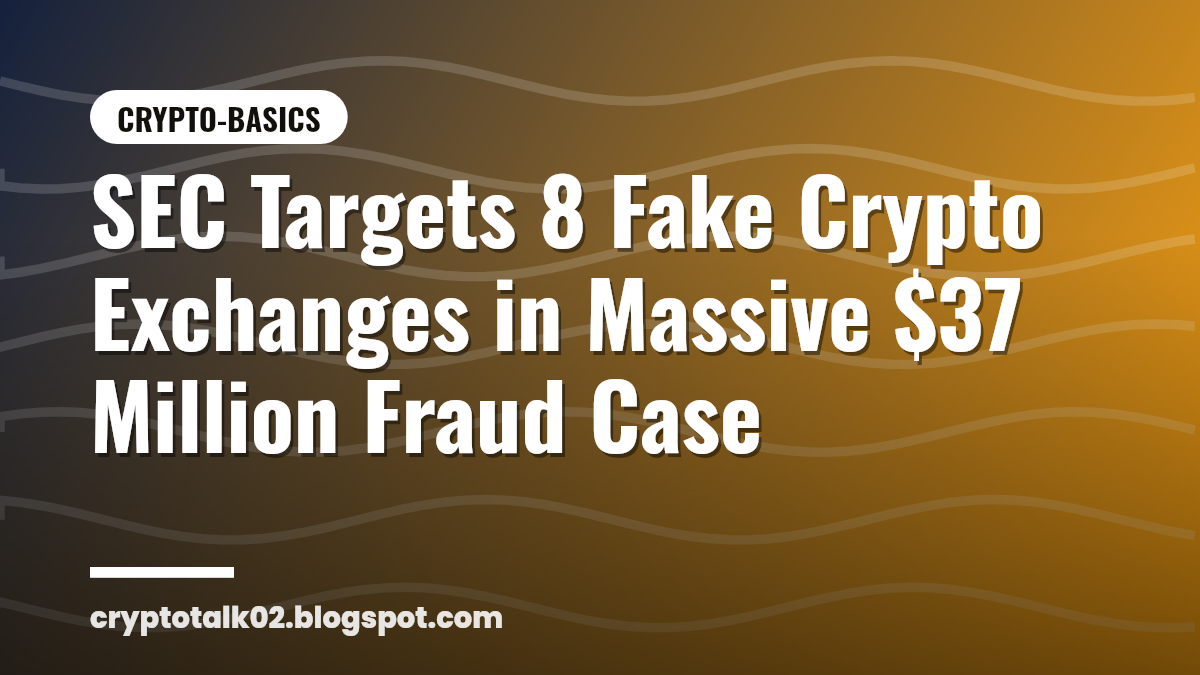 CRYPTO-BASICS
SEC Targets 8 Fake Crypto
Exchanges in Massive $37
Million Fraud Case
cryptotalk02.blogspot.com